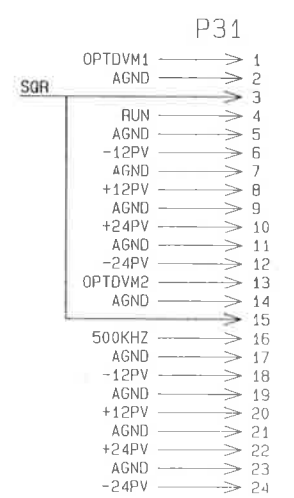 P31
OPTDVM1 1
AGND 2
SQR
3
RUN 4
AGND 5
-12PV 6
AGND 7
+12PV 8
AGND 9
+24PV 10
AGND 11
-24PV 12
OPTDVM2 13
AGND 14
15
500KHZ 16
AGND 17
-12PV 18
AGND 19
+12PV 20
AGND 21
+24PV 22
AGND 23
-24PV 24